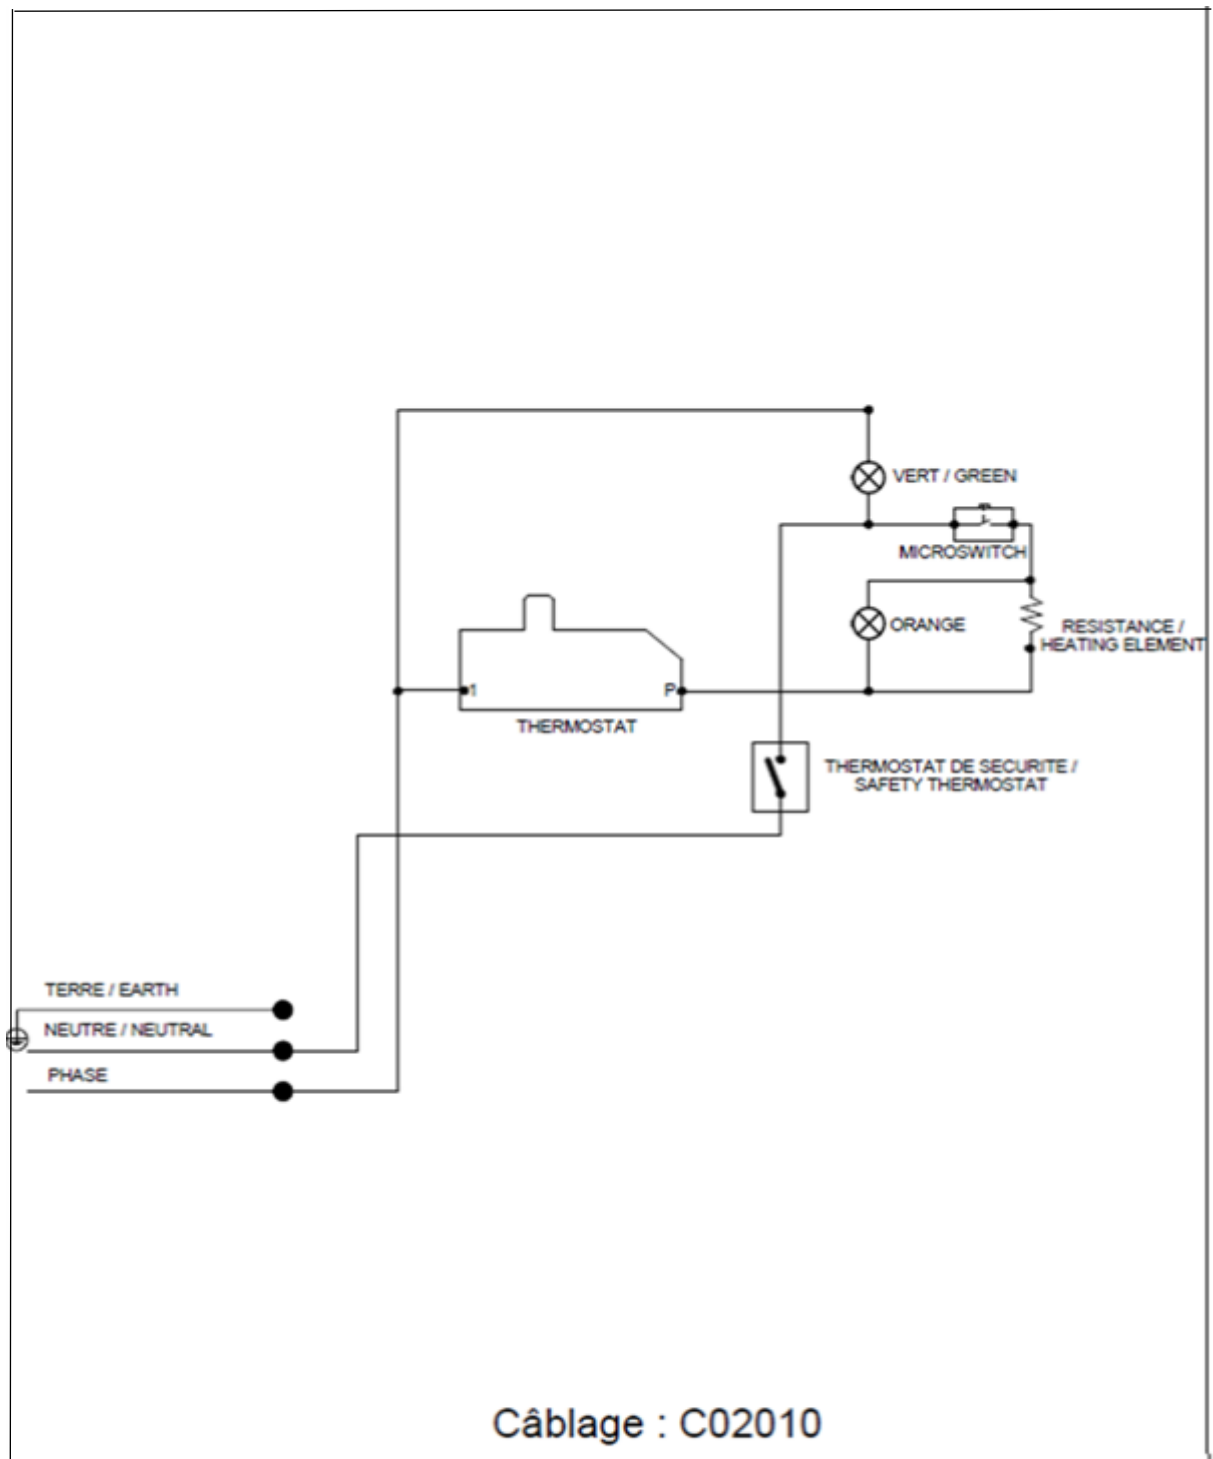 VERT / GREEN
MICROSWITCH
ORANGE
RESISTANCE /
HEATING ELEMENT
1
P
THERMOSTAT
THERMOSTAT DE SECURITE /
SAFETY THERMOSTAT
TERRE / EARTH
NEUTRE / NEUTRAL
PHASE
Câblage : C02010